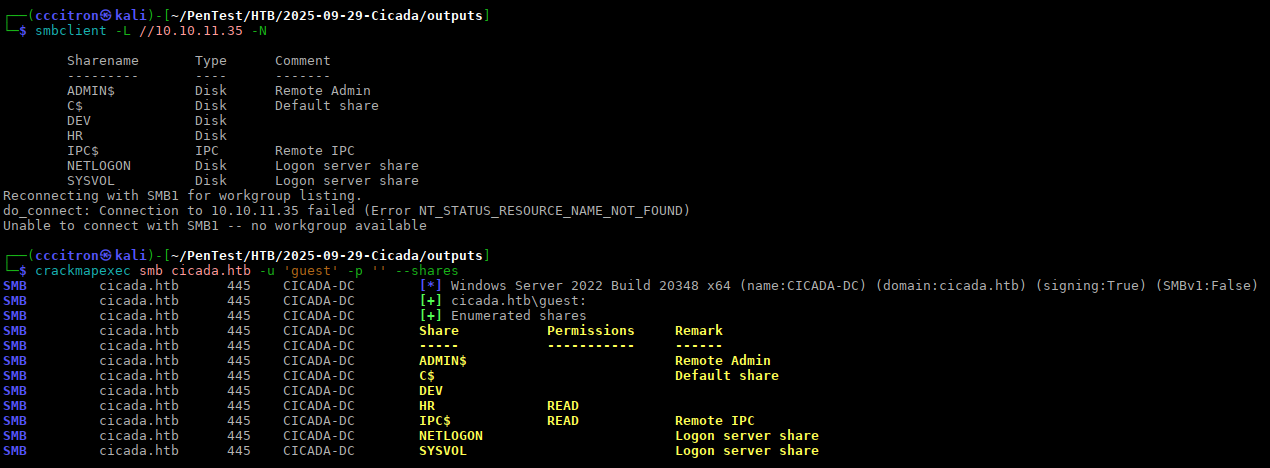 ┌──(cccitron㉿kali)-[~/PenTest/HTB/2025-09-29-Cicada/outputs]
└─$ smbclient -L //10.10.11.35 -N

        Sharename       Type      Comment
        ---------       ----      -------
        ADMIN$          Disk      Remote Admin
        C$              Disk      Default share
        DEV             Disk
        HR              Disk
        IPC$            IPC       Remote IPC
        NETLOGON        Disk      Logon server share
        SYSVOL          Disk      Logon server share
Reconnecting with SMB1 for workgroup listing.
do_connect: Connection to 10.10.11.35 failed (Error NT_STATUS_RESOURCE_NAME_NOT_FOUND)
Unable to connect with SMB1 -- no workgroup available

┌──(cccitron㉿kali)-[~/PenTest/HTB/2025-09-29-Cicada/outputs]
└─$ crackmapexec smb cicada.htb -u 'guest' -p '' --shares
SMB         cicada.htb      445    CICADA-DC        [*] Windows Server 2022 Build 20348 x64 (name:CICADA-DC) (domain:cicada.htb) (signing:True) (SMBv1:False)
SMB         cicada.htb      445    CICADA-DC        [+] cicada.htb\guest:
SMB         cicada.htb      445    CICADA-DC        [+] Enumerated shares
SMB         cicada.htb      445    CICADA-DC        Share           Permissions     Remark
SMB         cicada.htb      445    CICADA-DC        -----           -----------     ------
SMB         cicada.htb      445    CICADA-DC        ADMIN$                          Remote Admin
SMB         cicada.htb      445    CICADA-DC        C$                              Default share
SMB         cicada.htb      445    CICADA-DC        DEV
SMB         cicada.htb      445    CICADA-DC        HR              READ
SMB         cicada.htb      445    CICADA-DC        IPC$            READ            Remote IPC
SMB         cicada.htb      445    CICADA-DC        NETLOGON                        Logon server share
SMB         cicada.htb      445    CICADA-DC        SYSVOL                          Logon server share